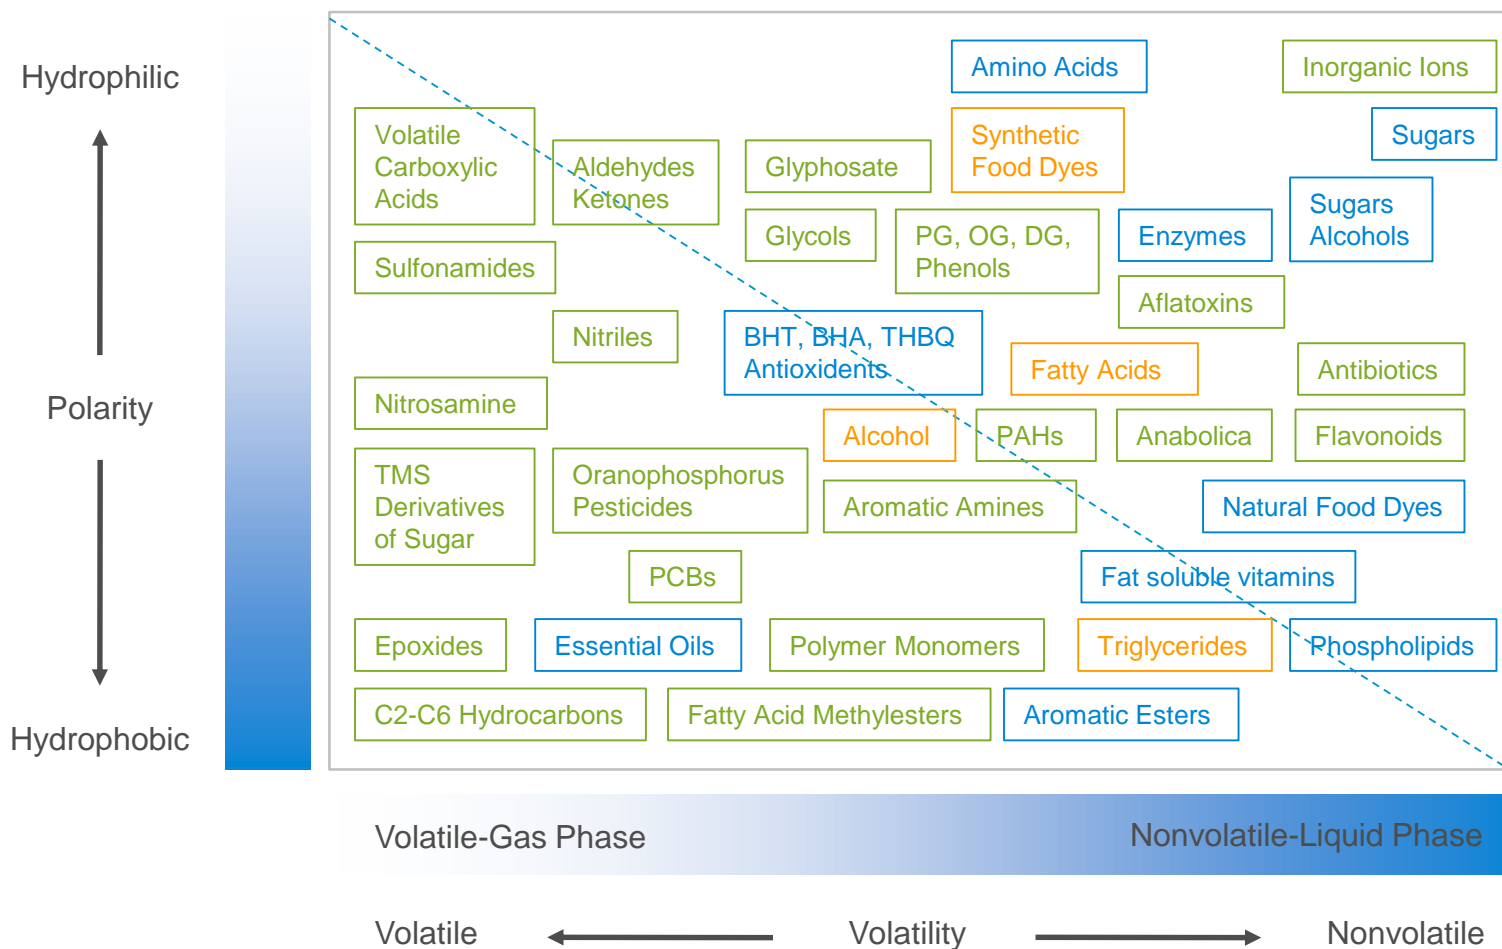 Hydrophilic
Polarity
Hydrophobic
Amino Acids
Inorganic Ions
Volatile
Carboxylic
Acids
Aldehydes
Ketones
Glyphosate
Synthetic
Food Dyes
Sugars
Sulfonamides
Glycols
PG, OG, DG,
Phenols
Enzymes
Sugars
Alcohols
Aflatoxins
Nitriles
BHT, BHA, THBQ
Antioxidents
Fatty Acids
Antibiotics
Nitrosamine
Alcohol
PAHs
Anabolica
Flavonoids
TMS
Derivatives
of Sugar
Oranophosphorus
Pesticides
Aromatic Amines
Natural Food Dyes
PCBs
Fat soluble vitamins
Epoxides
Essential Oils
Polymer Monomers
Triglycerides
Phospholipids
C2-C6 Hydrocarbons
Fatty Acid Methylesters
Aromatic Esters
Volatile-Gas Phase
Nonvolatile-Liquid Phase
Volatile
Volatility
Nonvolatile